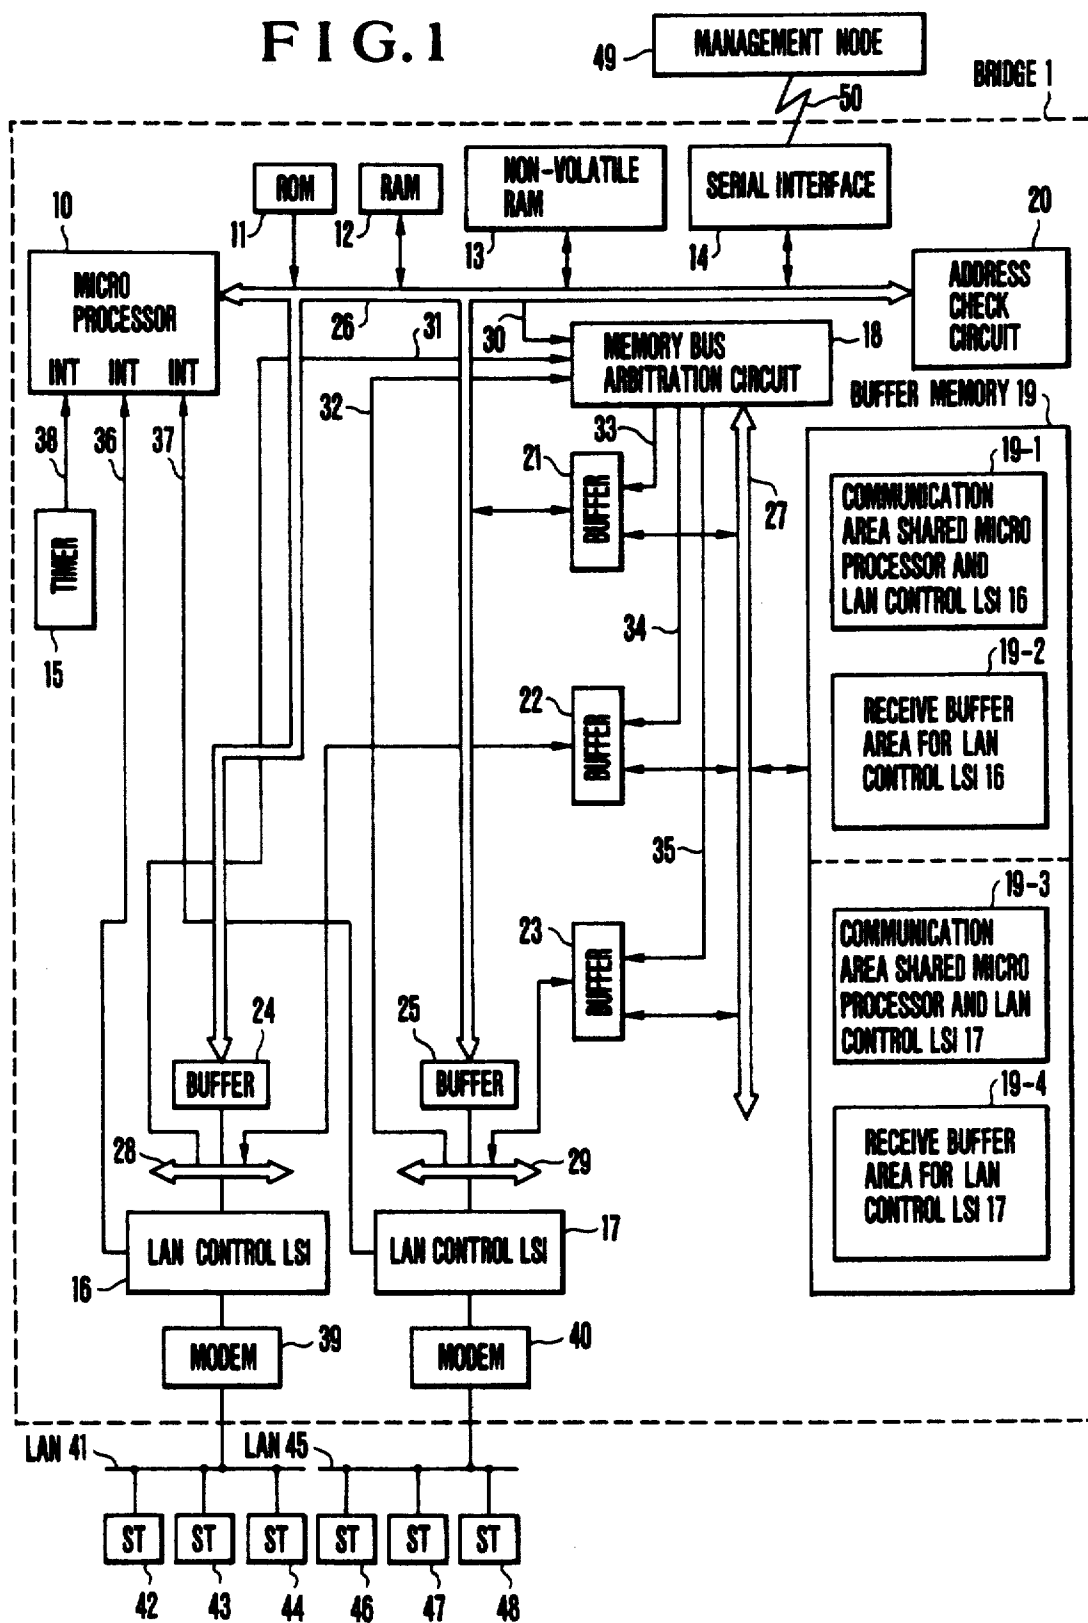 FIG.1
MANAGEMENT NODE
49
BRIDGE 1
50
ROM
RAM
NON-VOLATILE
RAM
SERIAL INTERFACE
10
11
12
13
14
20
MICRO
PROCESSOR
INT INT INT
ADDRESS
CHECK
CIRCUIT
26
31
30
MEMORY BUS
ARBITRATION CIRCUIT
18
BUFFER MEMORY 19
38
36
37
32
33
21
BUFFER
27
19-1
COMMUNICATION
AREA SHARED MICRO
PROCESSOR AND
LAN CONTROL LSI 16
TIMER
15
34
19-2
22
BUFFER
RECEIVE BUFFER
AREA FOR LAN
CONTROL LSI 16
35
19-3
23
BUFFER
COMMUNICATION
AREA SHARED MICRO
PROCESSOR AND LAN
CONTROL LSI 17
24
25
BUFFER
BUFFER
19-4
28
29
RECEIVE BUFFER
AREA FOR LAN
CONTROL LSI 17
LAN CONTROL LSI
16
LAN CONTROL LSI
17
MODEM
39
MODEM
40
LAN 41
LAN 45
ST ST ST ST ST ST
42 43 44 46 47 48